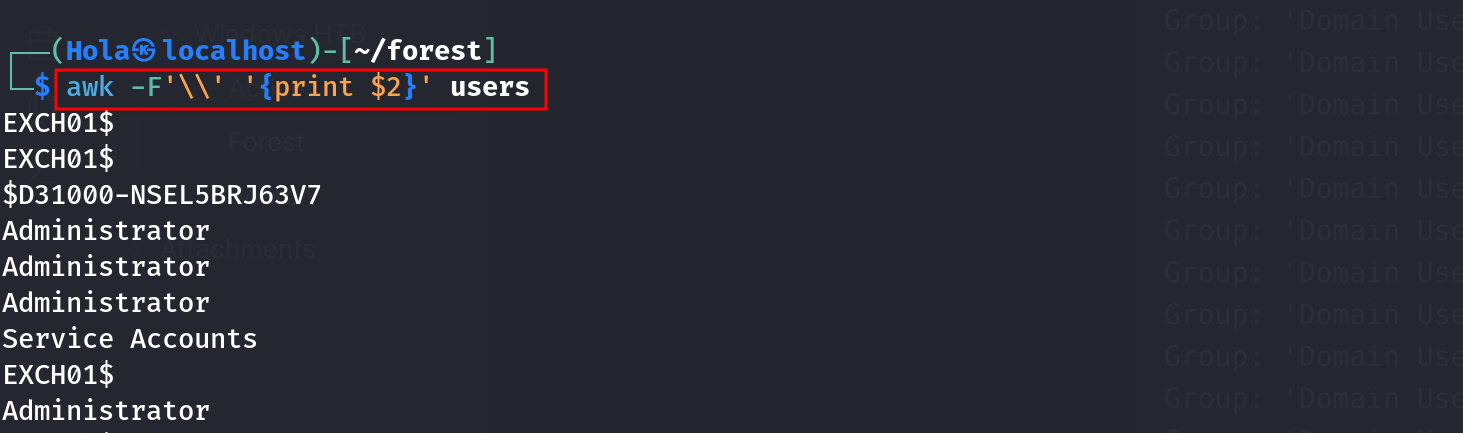 Windows HTB
┌──(Hola㉿localhost)-[~/forest]
└─$ awk -F'\\' '{print $2}' users
EXCH01$
EXCH01$
Forest
$D31000-NSEL5BRJ63V7
Administrator
Attachments
Administrator
Administrator
Service Accounts
EXCH01$
Administrator
Group: 'Domain Use
Group: 'Domain Use
Group: 'Domain Use
Group: 'Domain Use
Group: 'Domain Use
Group: 'Domain Use
Group: 'Domain Use
Group: 'Domain Use
Group: 'Domain Use
Group: 'Domain Use